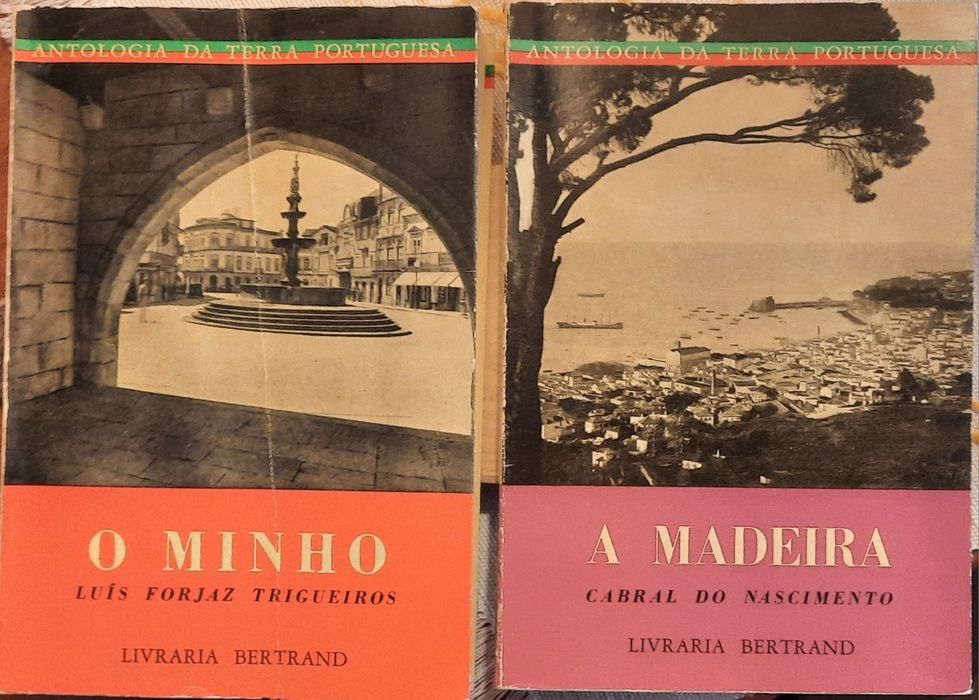 ANTOLOGIA DA TERRA PORTUGUESA
O MINHO
LUÍS FORJAZ TRIGUEIROS
LIVRARIA BERTRAND
ANTOLOGIA DA TERRA PORTUGUESA
A MADEIRA
CABRAL DO NASCIMENTO
LIVRARIA BERTRAND